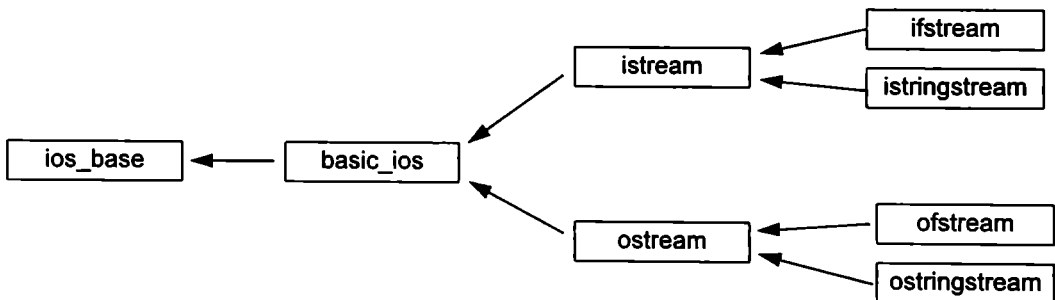 ifstream
istream
istringstream
ios_base
basic_ios
ofstream
ostream
ostringstream